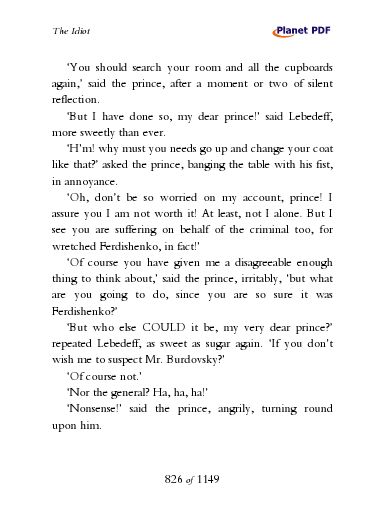 The Idiot
Planet PDF
'You should search your room and all the cupboards
again,' said the prince, after a moment or two of silent
reflection.
'But I have done so, my dear prince!' said Lebedeff,
more sweetly than ever.
'H'm! why must you needs go up and change your coat
like that?' asked the prince, banging the table with his fist,
in annoyance.
'Oh, don't be so worried on my account, prince! I
assure you I am not worth it! At least, not I alone. But I
see you are suffering on behalf of the criminal too, for
wretched Ferdishenko, in fact!'
'Of course you have given me a disagreeable enough
thing to think about,' said the prince, irritably, 'but what
are you going to do, since you are so sure it was
Ferdishenko?'
'But who else COULD it be, my very dear prince?'
repeated Lebedeff, as sweet as sugar again. 'If you don't
wish me to suspect Mr. Burdovsky?'
'Of course not.'
'Nor the general? Ha, ha, ha!'
'Nonsense!' said the prince, angrily, turning round
upon him.
826 of 1149